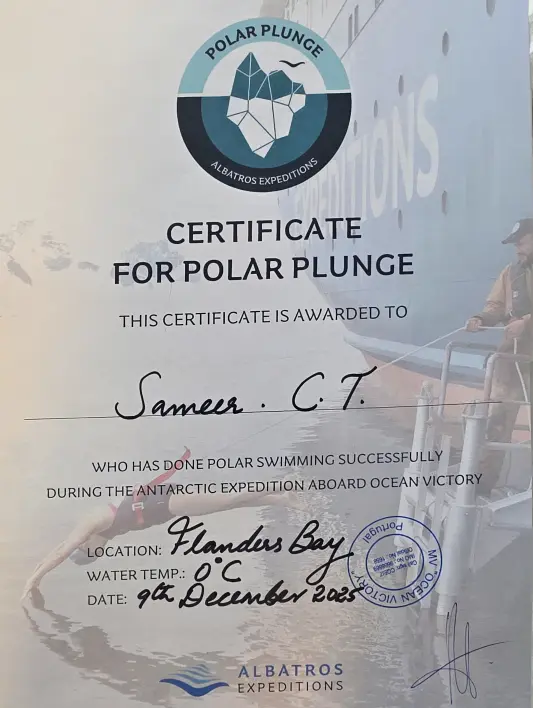 POLAR PLUNGE
ALBATROS EXPEDITIONS
EXPEDITIONS
CERTIFICATE
FOR POLAR PLUNGE
THIS CERTIFICATE IS AWARDED TO
Sameer. C.T.
WHO HAS DONE POLAR SWIMMING SUCCESSFULLY
DURING THE ANTARCTIC EXPEDITION ABOARD OCEAN VICTORY
LOCATION: Flanders Bay
WATER TEMP.: 0°C
DATE: 9th December 2025
MV "OCEAN VICTORY"
Portugal
ALBATROS
EXPEDITIONS